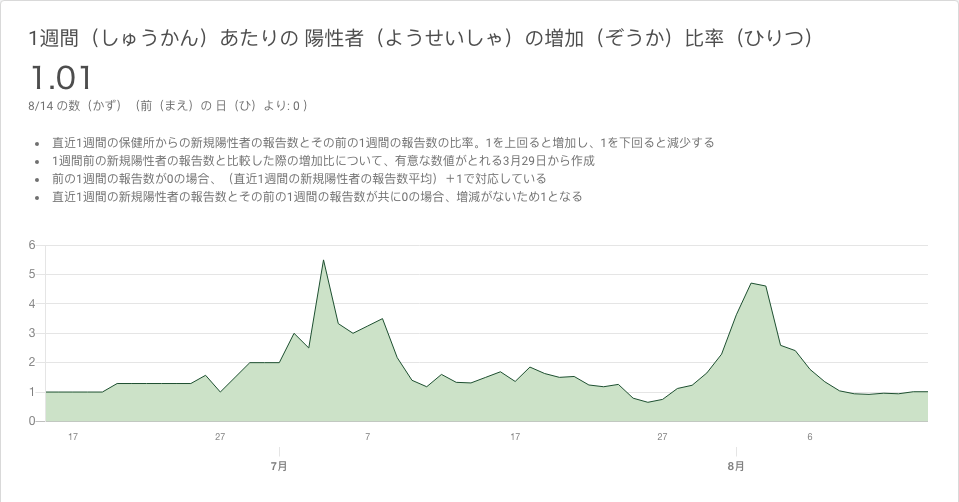 1週間（しゅうかん）あたりの 陽性者（ようせいしゃ）の増加（ぞうか）比率（ひりつ）
1.01
8/14 の数（かず）（前（まえ）の 日（ひ）より: 0 ）
• 直近1週間の保健所からの新規陽性者の報告数とその前の1週間の報告数の比率。1を上回ると増加し、1を下回ると減少する
• 1週間前の新規陽性者の報告数と比較した際の増加比について、有意な数値がとれる3月29日から作成
• 前の1週間の報告数が0の場合、（直近1週間の新規陽性者の報告数平均）＋1で対応している
• 直近1週間の新規陽性者の報告数とその前の1週間の報告数が共に0の場合、増減がないため1となる
6
5
4
3
2
1
0
17 27 7 17 27 6
7月 8月